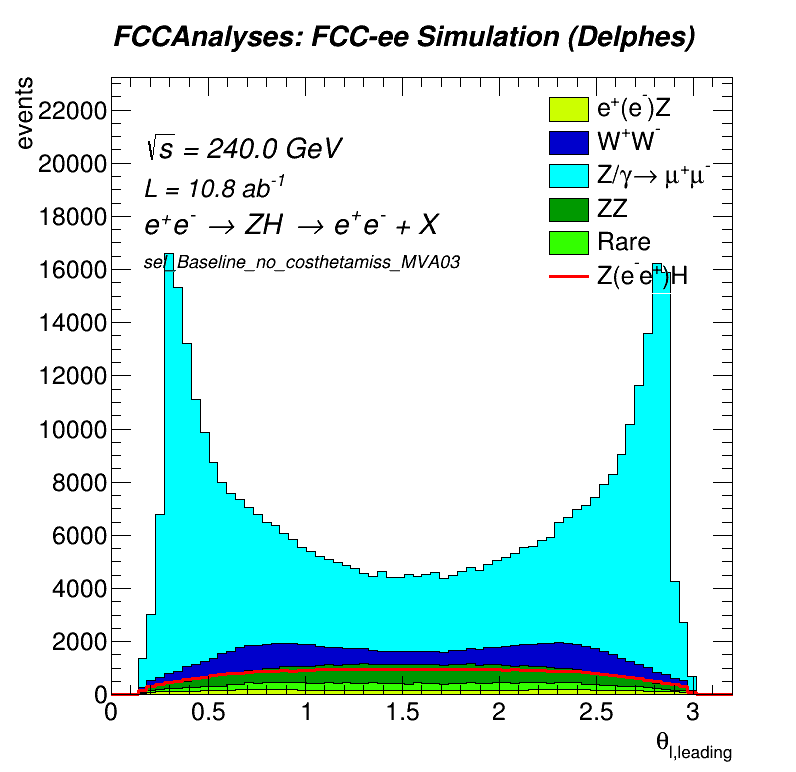 FCCAnalyses: FCC-ee Simulation (Delphes)
events
22000
20000
18000
16000
14000
12000
10000
8000
6000
4000
2000
0
√s = 240.0 GeV
L = 10.8 ab⁻¹
e⁺e⁻ → ZH → e⁺e⁻ + X
sel_Baseline_no_costhetamiss_MVA03
e⁺(e⁻)Z
W⁺W⁻
Z/γ→ μ⁺μ⁻
ZZ
Rare
Z(e⁻e⁺)H
0 0.5 1 1.5 2 2.5 3
θl,leading